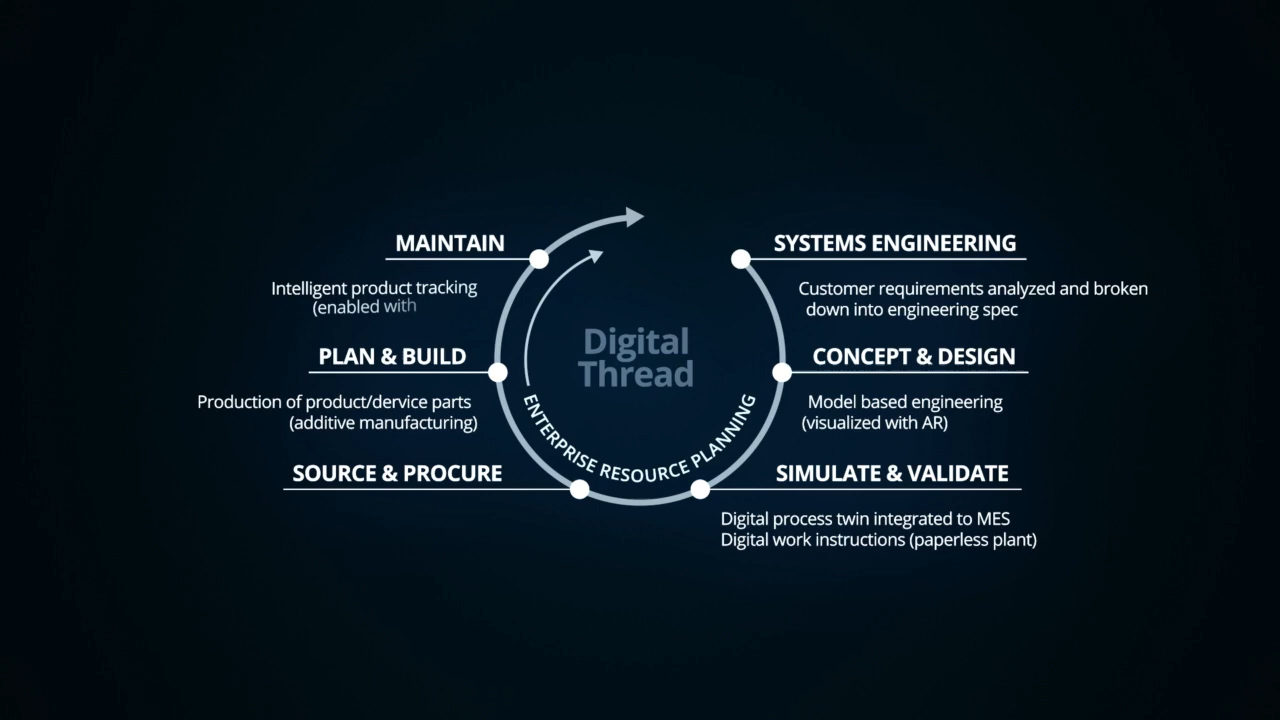 MAINTAIN
Intelligent product tracking
(enabled with
PLAN & BUILD
Production of product/dervice parts
(additive manufacturing)
SOURCE & PROCURE
Digital
Thread
ENTERPRISE RESOURCE PLANNING
SYSTEMS ENGINEERING
Customer requirements analyzed and broken
down into engineering spec
CONCEPT & DESIGN
Model based engineering
(visualized with AR)
SIMULATE & VALIDATE
Digital process twin integrated to MES
Digital work instructions (paperless plant)